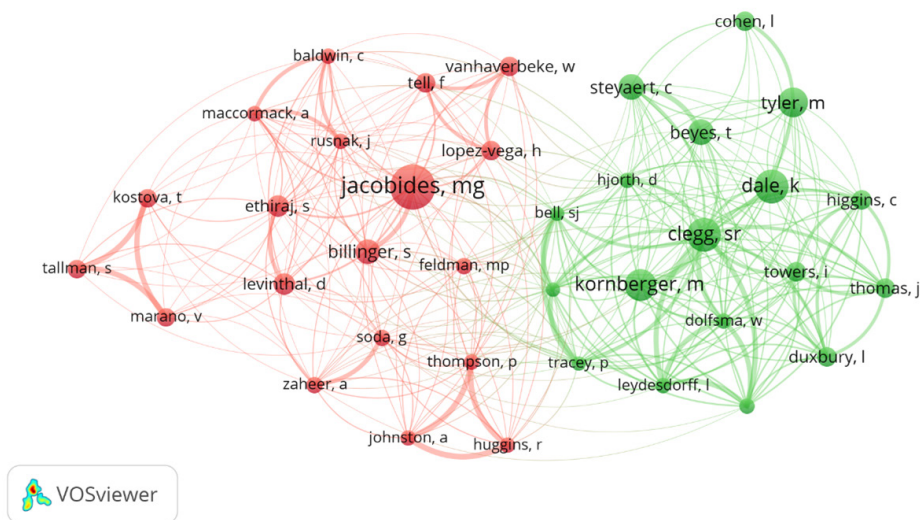 cohen, l
baldwin, c
vanhaverbeke, w
tell, f
steyaert, c
tyler, m
maccormack, a
rusnak, j
lopez-vega, h
beyes, t
jacobides, mg
hjorth, d
dale, k
kostova, t
ethiraj, s
bell, sj
higgins, c
clegg, sr
billinger, s
feldman, mp
tallman, s
levinthal, d
kornberger, m
towers, i
thomas, j
marano, v
dolfsma, w
soda, g
thompson, p
tracey, p
duxbury, l
zaheer, a
leydesdorff, l
johnston, a
huggins, r
VOSviewer